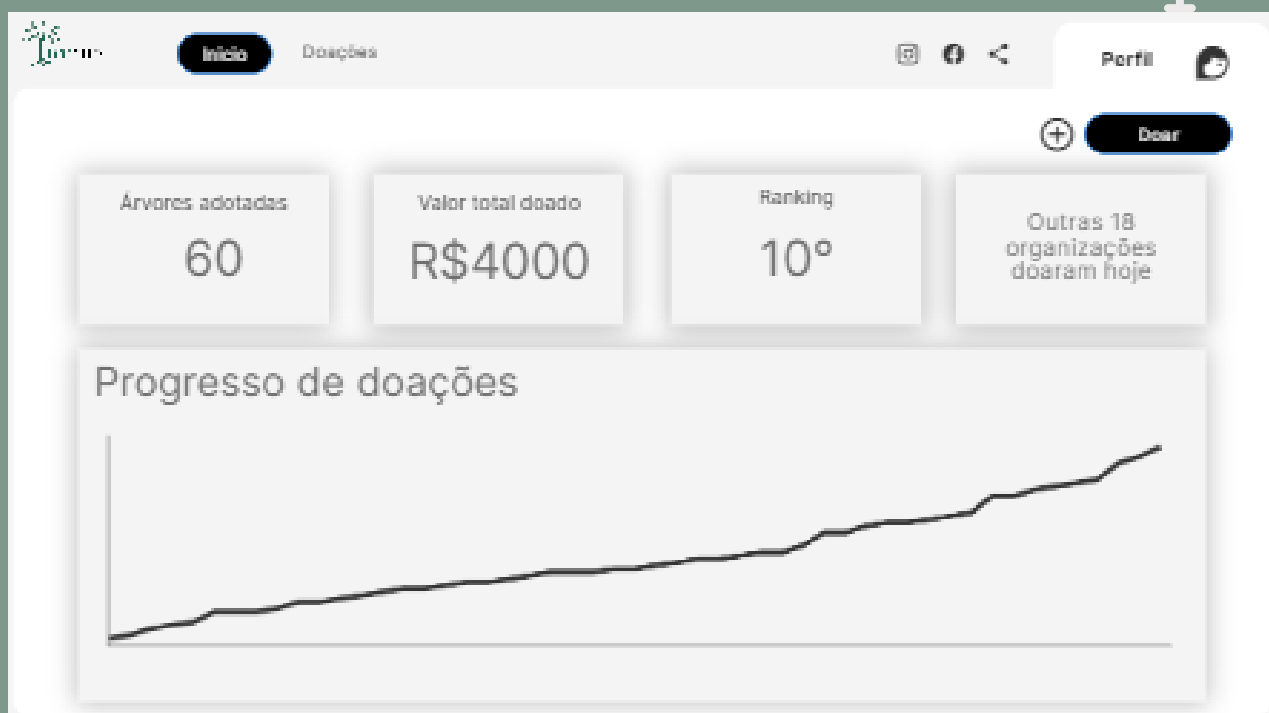 Início
Doações
Perfil
Doar
Árvores adotadas
60
Valor total doado
R$4000
Ranking
10°
Outras 18
organizações
doaram hoje
Progresso de doações